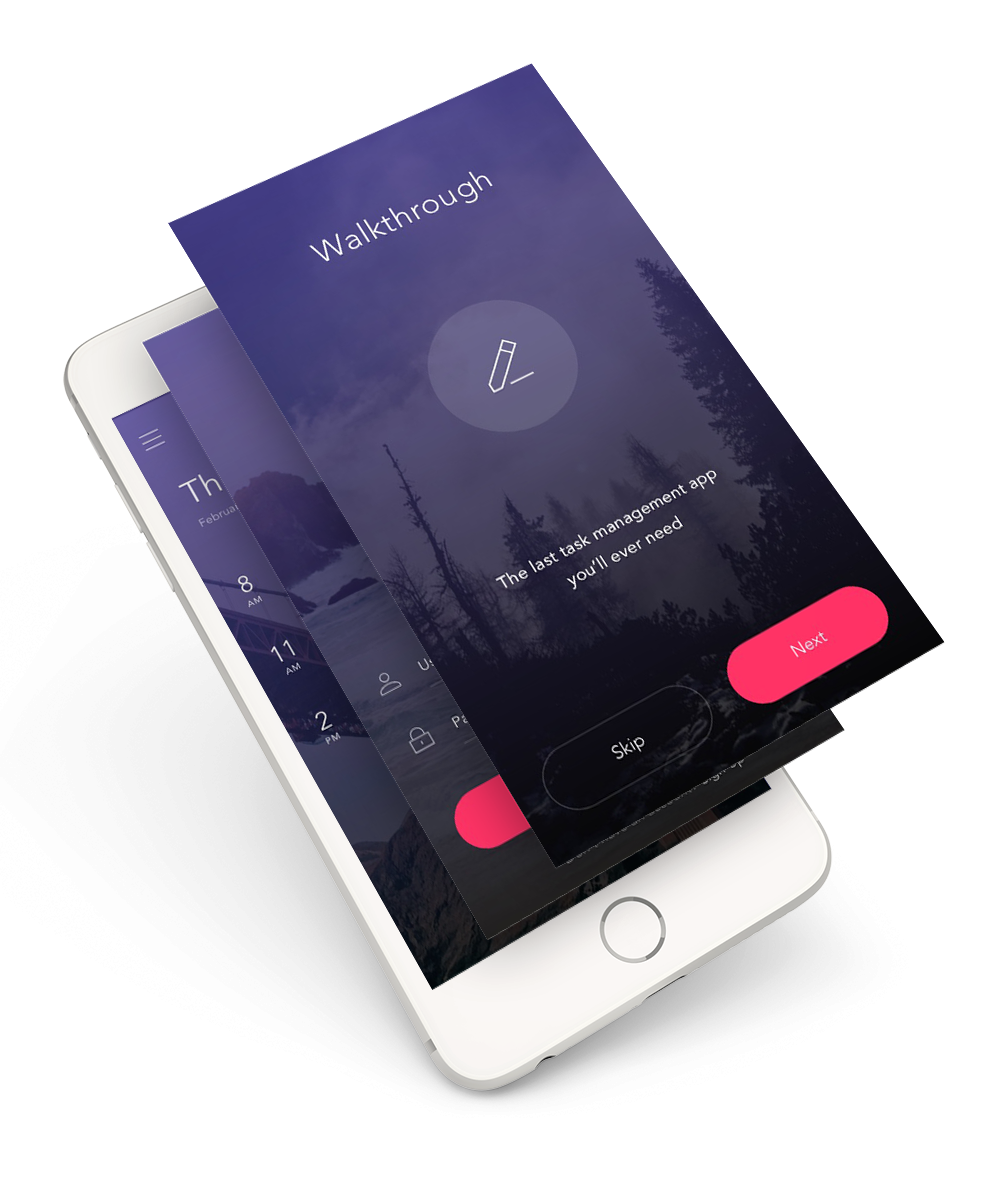 Walkthrough
The last task management app
you'll ever need
Next
Skip
Th
Februar
8
AM
11
AM
2
PM
Us
Pa